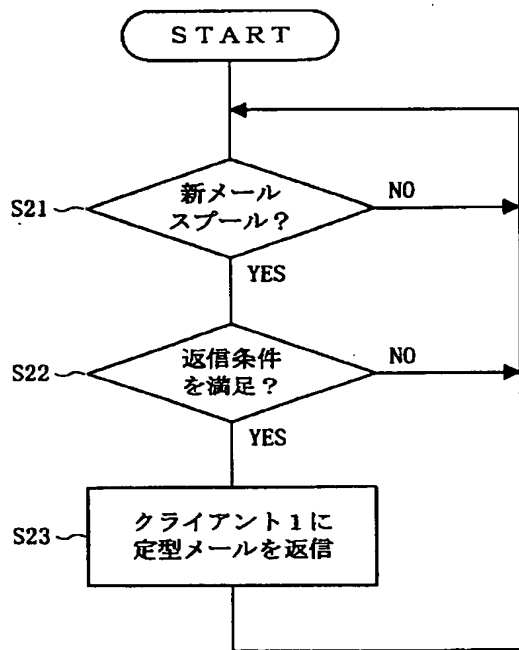 START
新メール
スプール?
NO
S21
YES
返信条件
を満足?
NO
S22
YES
クライアント1に
定型メールを返信
S23